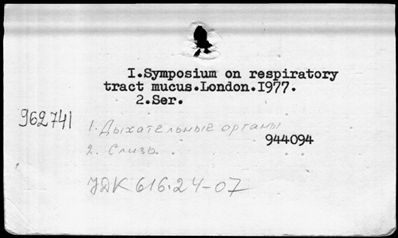 I.Symposium on respiratory
tract mucus.London.I977.
2.Ser.
962741
1. Дыхательные органы
944094
2. Слизь.
УДК 616.24-07